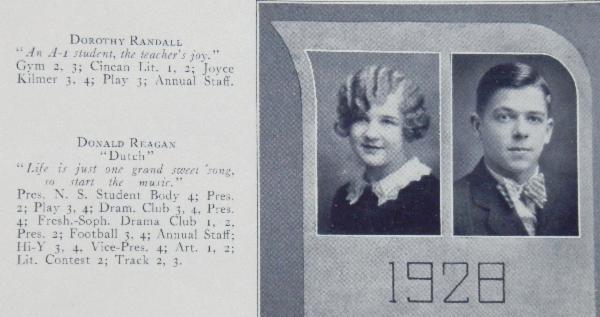 Dorothy Randall
"An A-1 student, the teacher's joy."
Gym 2, 3; Cincan Lit. 1, 2; Joyce
Kilmer 3, 4; Play 3; Annual Staff.
Donald Reagan
"Dutch"
"Life is just one grand sweet song,
so start the music."
Pres. N. S. Student Body 4; Pres.
2; Play 3, 4; Dram. Club 3, 4, Pres.
4; Fresh.-Soph. Drama Club 1, 2,
Pres. 2; Football 3, 4; Annual Staff;
Hi-Y 3, 4, Vice-Pres. 4; Art. 1, 2;
Lit. Contest 2; Track 2, 3.
1928